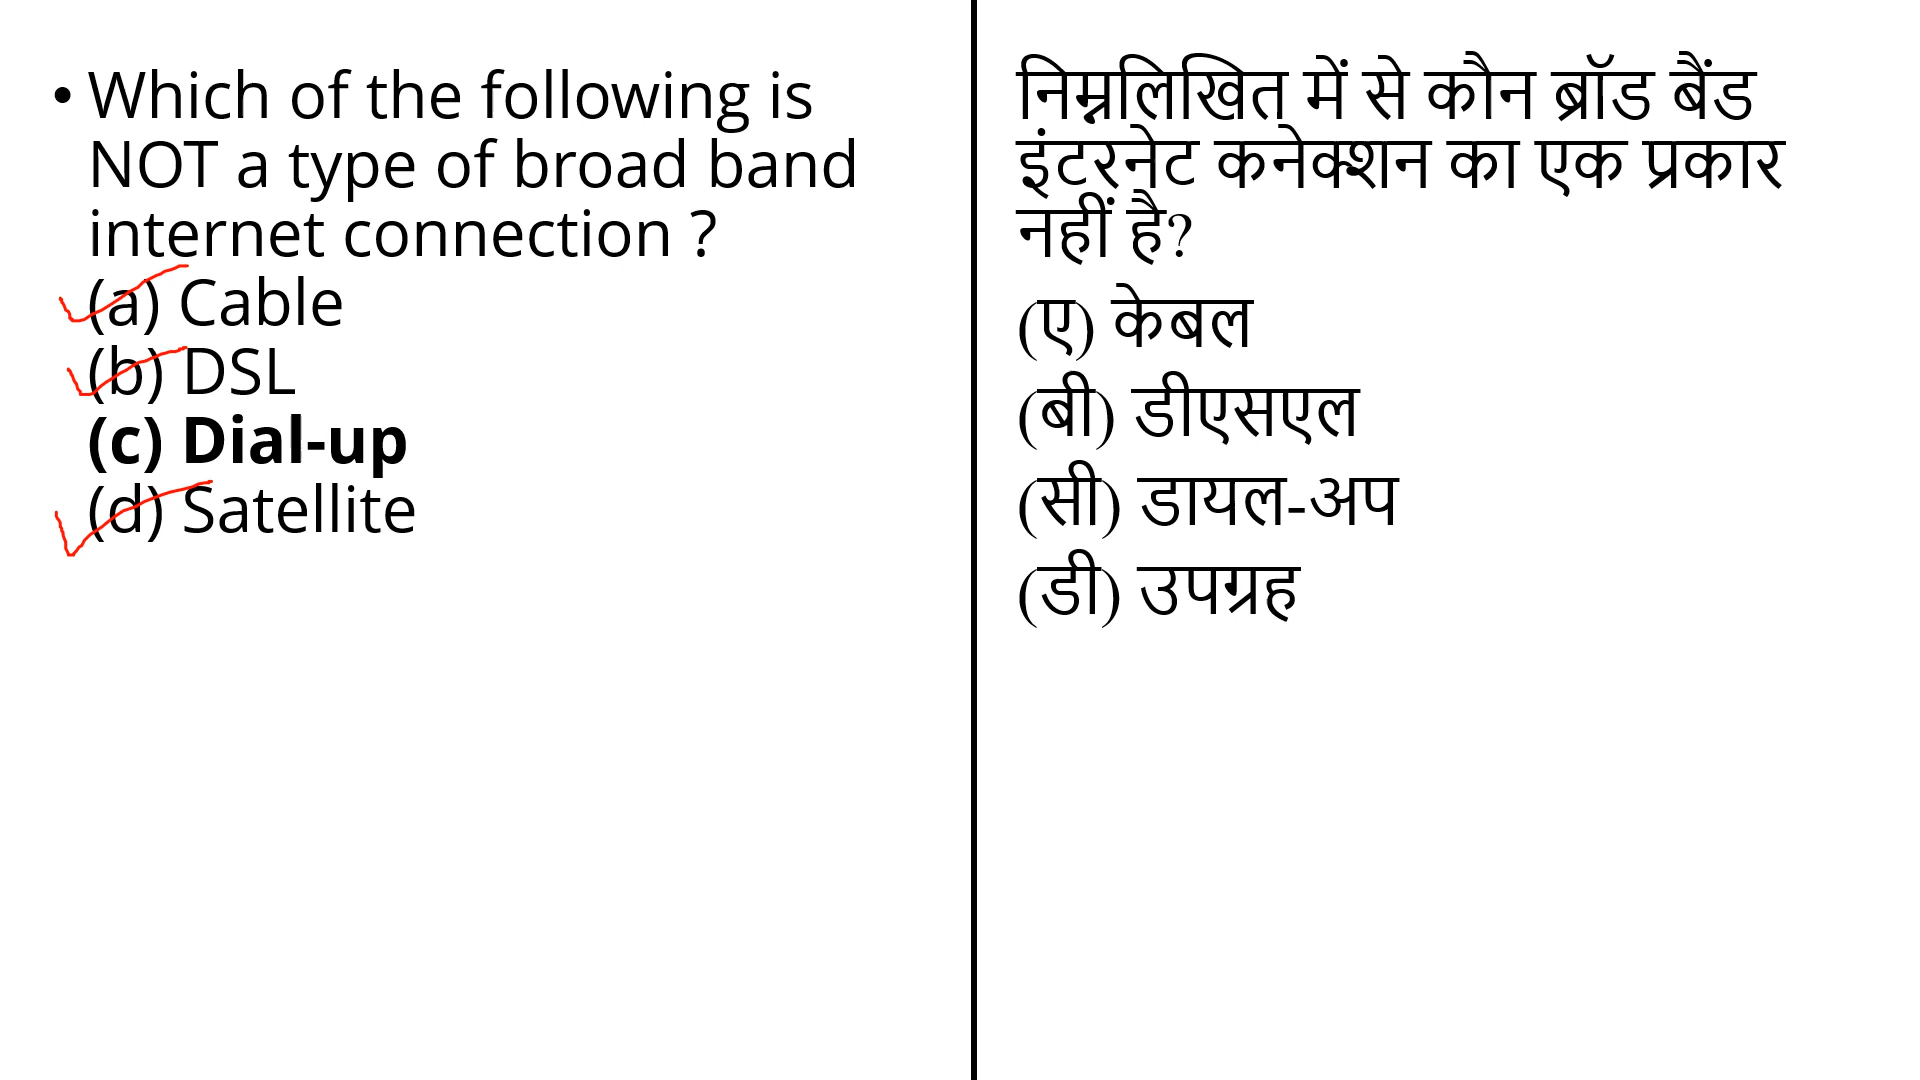 • Which of the following is
NOT a type of broad band
internet connection ?
(a) Cable
(b) DSL
(c) Dial-up
(d) Satellite
निम्नलिखित में से कौन ब्रॉड बैंड
इंटरनेट कनेक्शन का एक प्रकार
नहीं है?
(ए) केबल
(बी) डीएसएल
(सी) डायल-अप
(डी) उपग्रह